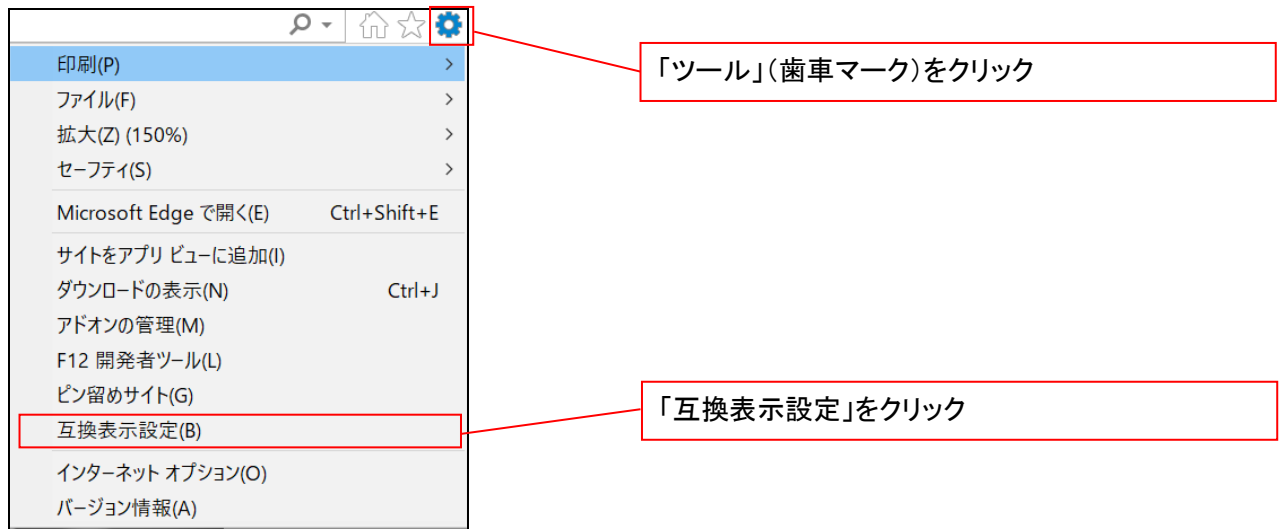 「ツール」（歯車マーク）をクリック
印刷(P)
ファイル(F)
拡大(Z) (150%)
セーフティ(S)
Microsoft Edge で開く(E) Ctrl+Shift+E
サイトをアプリ ビューに追加(I)
ダウンロードの表示(N) Ctrl+J
アドオンの管理(M)
F12 開発者ツール(L)
ピン留めサイト(G)
互換表示設定(B)
「互換表示設定」をクリック
インターネット オプション(O)
バージョン情報(A)